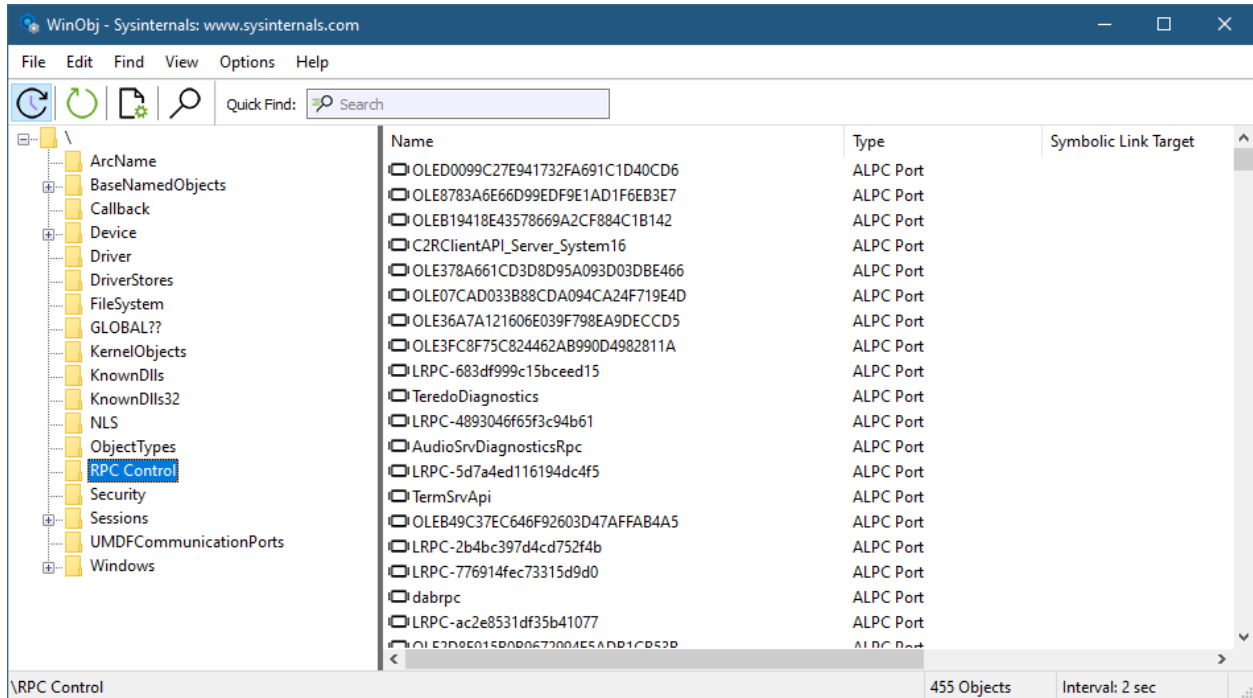 WinObj - Sysinternals: www.sysinternals.com
File Edit Find View Options Help
Quick Find: Search
\
ArcName
BaseNamedObjects
Callback
Device
Driver
DriverStores
FileSystem
GLOBAL??
KernelObjects
KnownDlls
KnownDlls32
NLS
ObjectTypes
RPC Control
Security
Sessions
UMDFCommunicationPorts
Windows
Name Type Symbolic Link Target
OLED0099C27E941732FA691C1D40CD6 ALPC Port
OLE8783A6E66D99EDF9E1AD1F6EB3E7 ALPC Port
OLEB19418E43578669A2CF884C1B142 ALPC Port
C2RClientAPI_Server_System16 ALPC Port
OLE378A661CD3D8D95A093D03DBE466 ALPC Port
OLE07CAD033B88CDA094CA24F719E4D ALPC Port
OLE36A7A121606E039F798EA9DECCD5 ALPC Port
OLE3FC8F75C824462AB990D4982811A ALPC Port
LRPC-683df999c15bceed15 ALPC Port
TeredoDiagnostics ALPC Port
LRPC-4893046f65f3c94b61 ALPC Port
AudioSrvDiagnosticsRpc ALPC Port
LRPC-5d7a4ed116194dc4f5 ALPC Port
TermSrvApi ALPC Port
OLEB49C37EC646F92603D47AFFAB4A5 ALPC Port
LRPC-2b4bc397d4cd752f4b ALPC Port
LRPC-776914fec73315d9d0 ALPC Port
dabrpc ALPC Port
LRPC-ac2e8531df35b41077 ALPC Port
ALPC Port
\RPC Control 455 Objects Interval: 2 sec